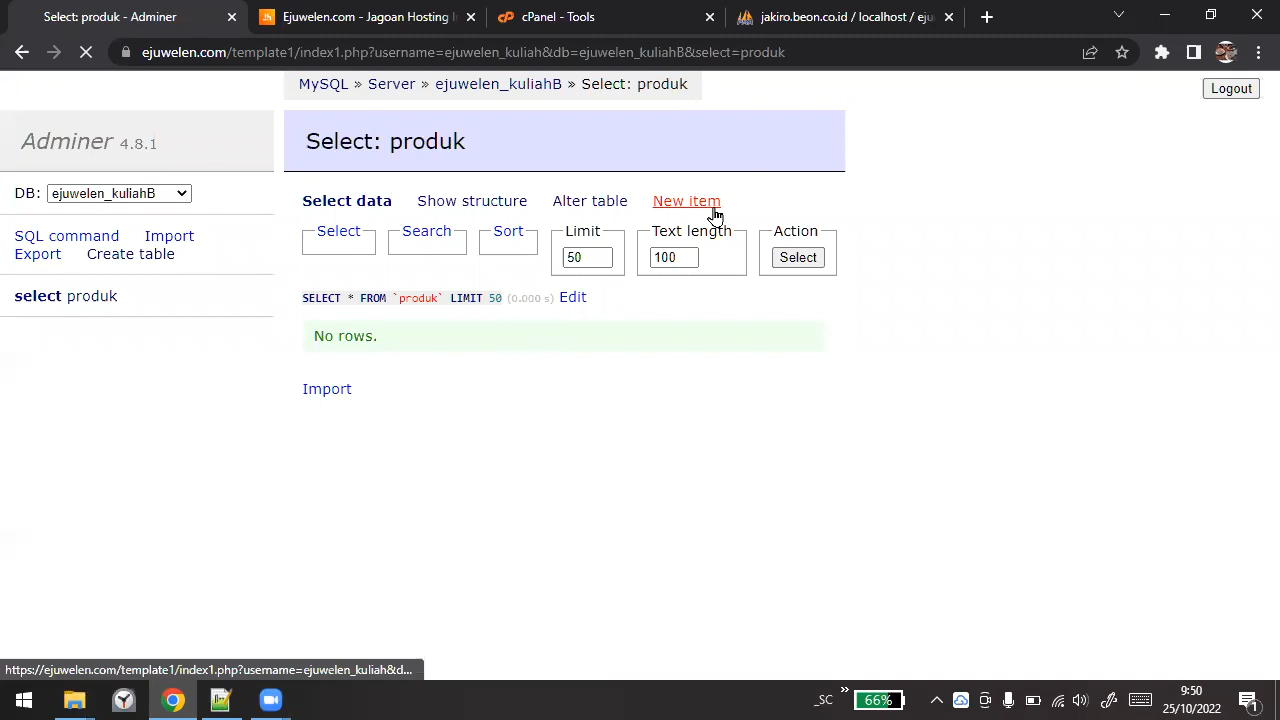 Select: produk - Adminer
Ejuwelen.com - Jagoan Hosting I
cPanel - Tools
jakiro.beon.co.id / localhost / eju
ejuwelen.com/template1/index1.php?username=ejuwelen_kuliah&db=ejuwelen_kuliahB&select=produk
MySQL » Server » ejuwelen_kuliahB » Select: produk
Logout
Adminer 4.8.1
Select: produk
DB: ejuwelen_kuliahB
Select data Show structure Alter table New item
SQL command Import
Export Create table
Select Search Sort Limit Text length Action
50 100 Select
select produk
SELECT * FROM `produk` LIMIT 50 (0.000 s) Edit
No rows.
Import
https://ejuwelen.com/template1/index1.php?username=ejuwelen_kuliah&d...
_SC
66%
9:50
25/10/2022
1